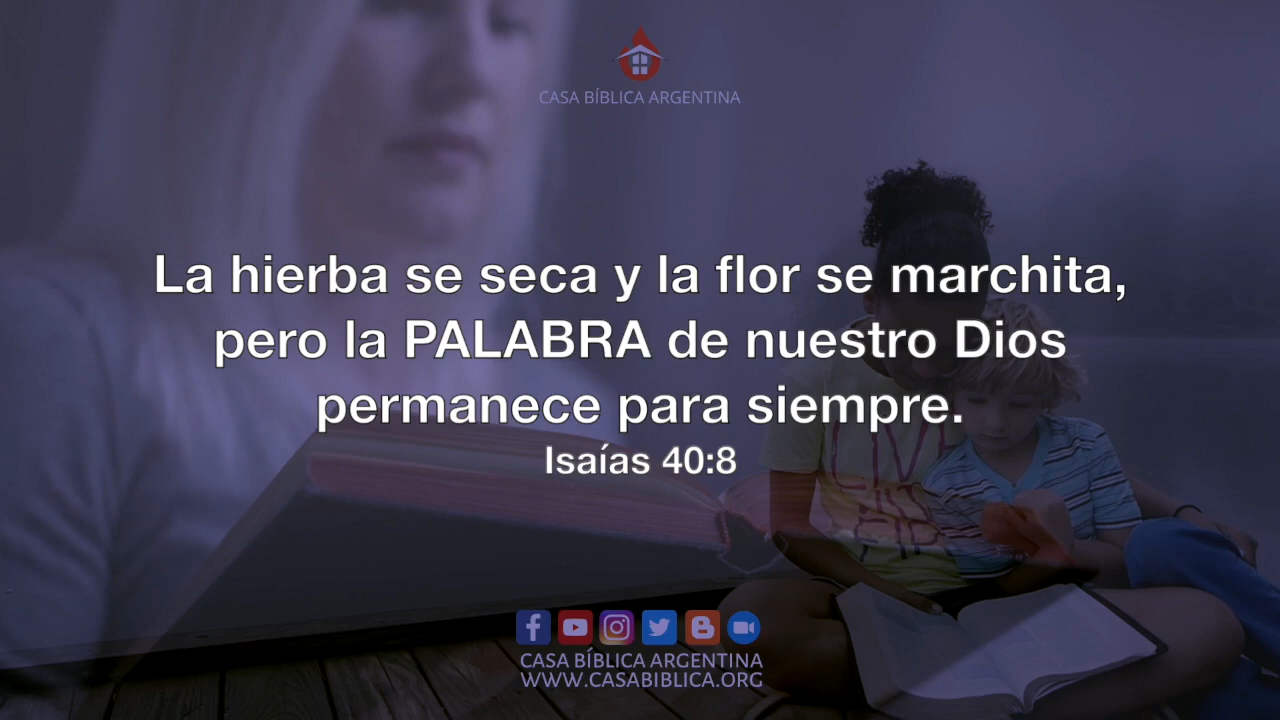 CASA BÍBLICA ARGENTINA
La hierba se seca y la flor se marchita,
pero la PALABRA de nuestro Dios
permanece para siempre.
Isaías 40:8
CASA BÍBLICA ARGENTINA
WWW.CASABIBLICA.ORG